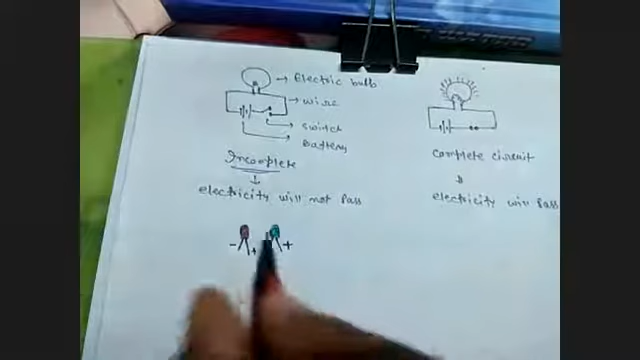 Electric bulb
wire
switch
Battery
Incomplete
electricity will not Pass
- + +
complete circuit
electricity will Pass